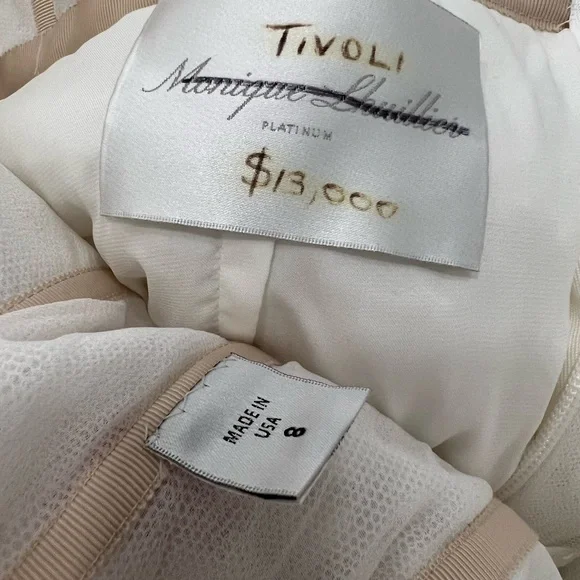 TIVOLI
Monique Lhuillier
PLATINUM
$13,000
MADE IN
USA
8